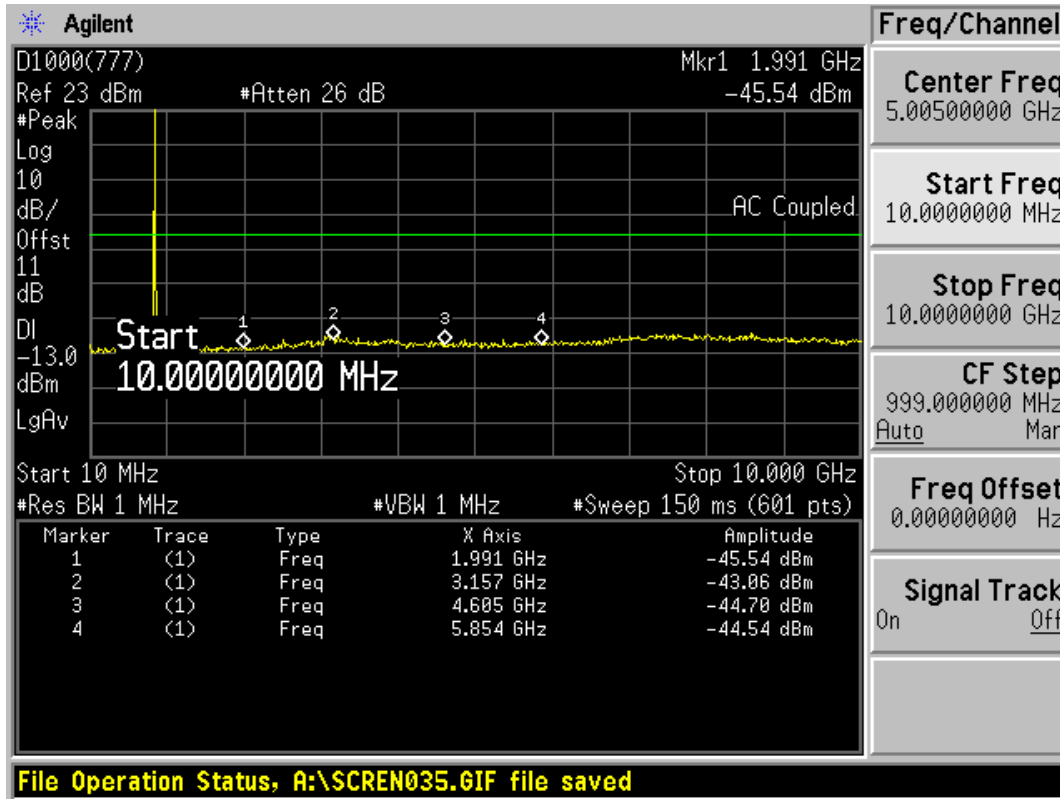 Agilent
Freq/Channel
D1000(777)
Mkr1 1.991 GHz
Ref 23 dBm
#Atten 26 dB
-45.54 dBm
#Peak
Log
10
dB/
Offst
11
dB
DI
-13.0
dBm
LgAv
AC Coupled
1
2
3
4
Start
10.00000000 MHz
Start 10 MHz
Stop 10.000 GHz
#Res BW 1 MHz
#VBW 1 MHz
#Sweep 150 ms (601 pts)
Marker Trace Type X Axis Amplitude
1 (1) Freq 1.991 GHz -45.54 dBm
2 (1) Freq 3.157 GHz -43.06 dBm
3 (1) Freq 4.605 GHz -44.70 dBm
4 (1) Freq 5.854 GHz -44.54 dBm
Center Freq
5.00500000 GHz
Start Freq
10.0000000 MHz
Stop Freq
10.0000000 GHz
CF Step
999.000000 MHz
Auto Man
Freq Offset
0.00000000 Hz
Signal Track
On Off
File Operation Status, A:\SCREN035.GIF file saved